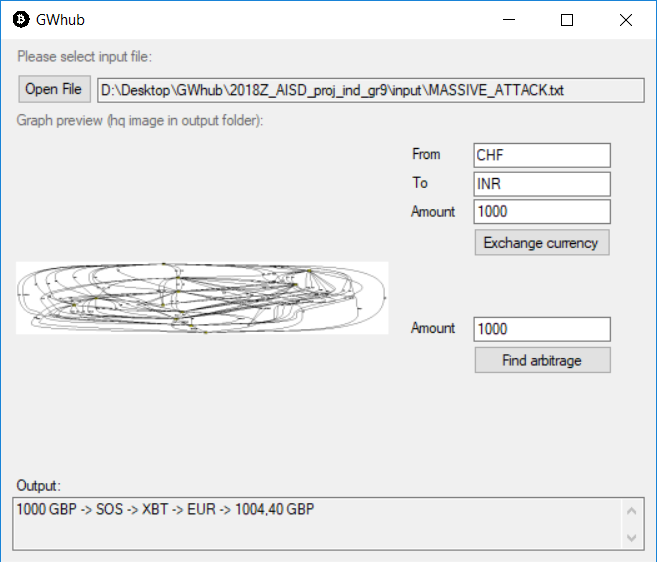 GWhub
Please select input file:
Open File
D:\Desktop\GWhub\2018Z_AISD_proj_ind_gr9\input\MASSIVE_ATTACK.txt
Graph preview (hq image in output folder):
From
CHF
To
INR
Amount
1000
Exchange currency
Amount
1000
Find arbitrage
Output:
1000 GBP -> SOS -> XBT -> EUR -> 1004,40 GBP